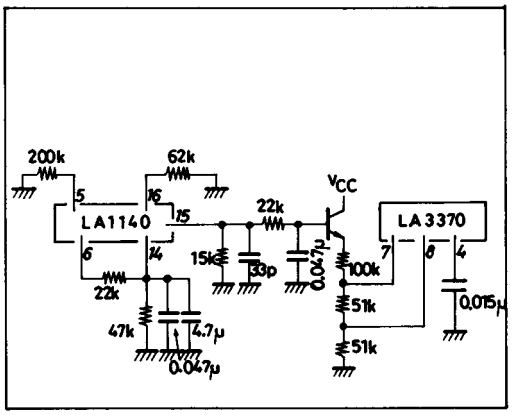 200k
62k
5
16
LA1140
15
6
14
22k
47k
4.7μ
0.047μ
22k
15k
33p
0.047μ
VCC
100k
51k
51k
LA3370
7
8
4
0.015μ